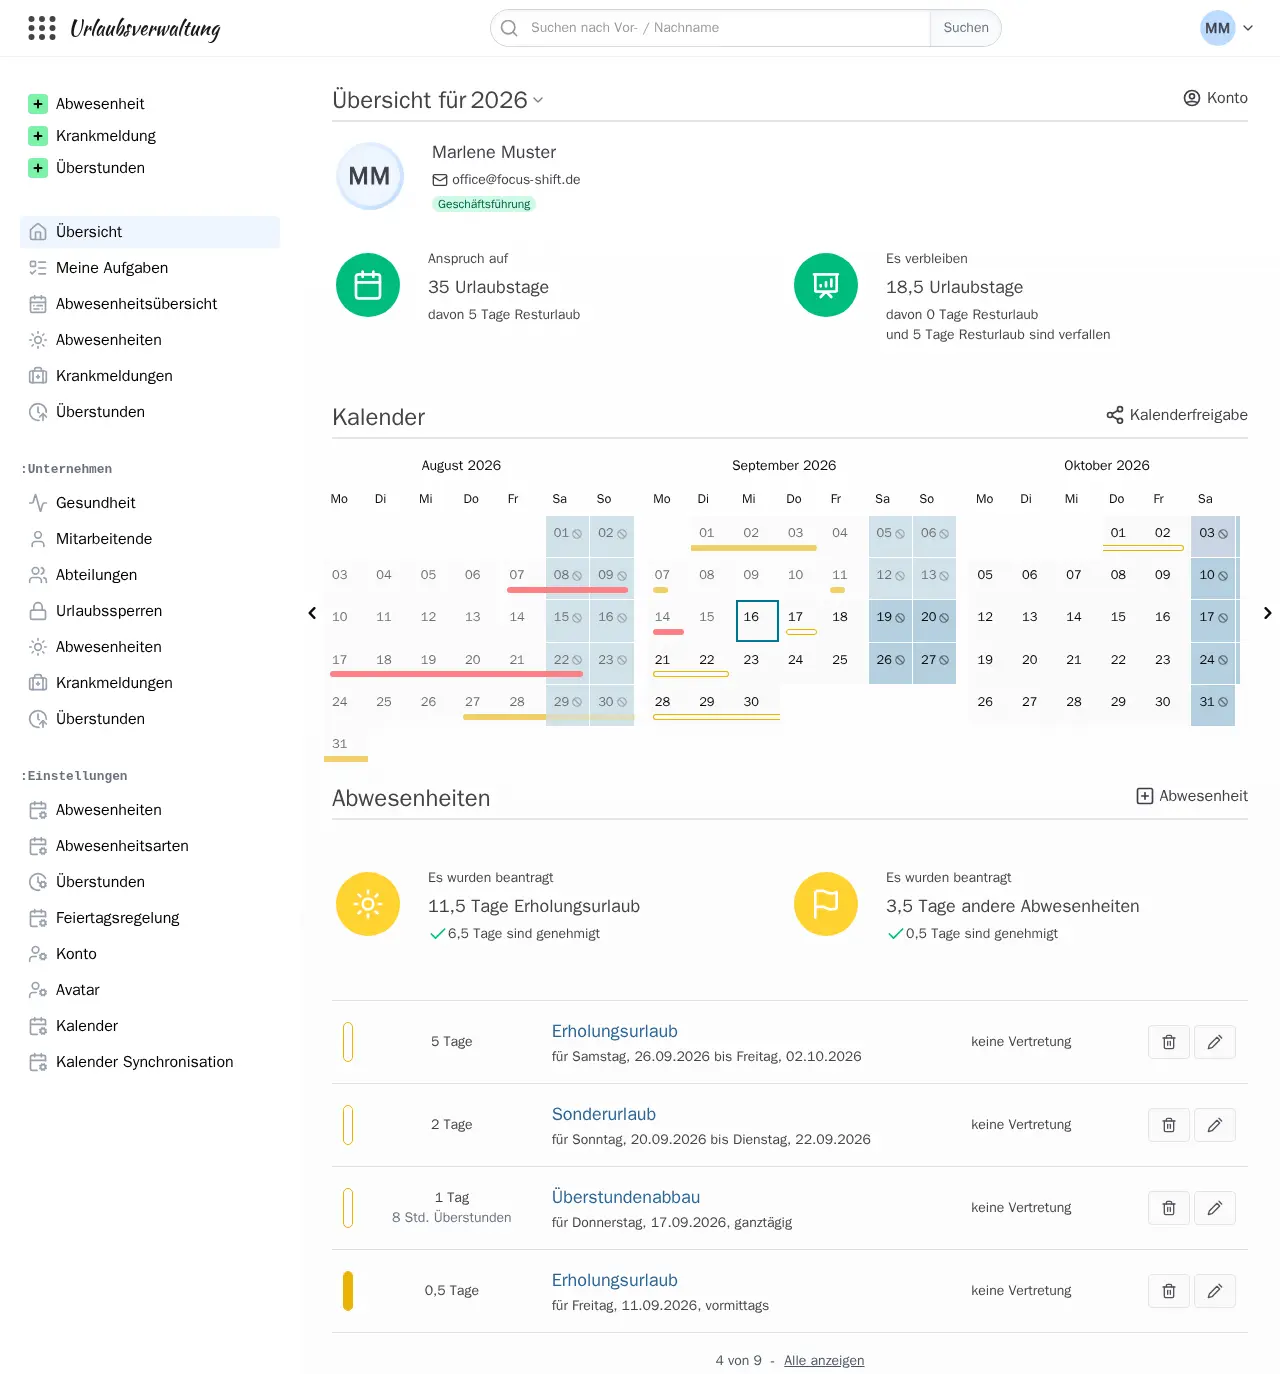 Urlaubsverwaltung
Suchen nach Vor- / Nachname
Suchen
MM
Abwesenheit
Krankmeldung
Überstunden
Übersicht
Meine Aufgaben
Abwesenheitsübersicht
Abwesenheiten
Krankmeldungen
Überstunden
:Unternehmen
Gesundheit
Mitarbeitende
Abteilungen
Urlaubssperren
Abwesenheiten
Krankmeldungen
Überstunden
:Einstellungen
Abwesenheiten
Abwesenheitsarten
Überstunden
Feiertagsregelung
Konto
Avatar
Kalender
Kalender Synchronisation
Übersicht für 2026
Konto
MM
Marlene Muster
office@focus-shift.de
Geschäftsführung
Anspruch auf
35 Urlaubstage
davon 5 Tage Resturlaub
Es verbleiben
18,5 Urlaubstage
davon 0 Tage Resturlaub
und 5 Tage Resturlaub sind verfallen
Kalender
Kalenderfreigabe
August 2026
Mo Di Mi Do Fr Sa So
01 02
03 04 05 06 07 08 09
10 11 12 13 14 15 16
17 18 19 20 21 22 23
24 25 26 27 28 29 30
31
September 2026
Mo Di Mi Do Fr Sa So
01 02 03 04 05 06
07 08 09 10 11 12 13
14 15 16 17 18 19 20
21 22 23 24 25 26 27
28 29 30
Oktober 2026
Mo Di Mi Do Fr Sa
01 02 03
05 06 07 08 09 10
12 13 14 15 16 17
19 20 21 22 23 24
26 27 28 29 30 31
Abwesenheiten
Abwesenheit
Es wurden beantragt
11,5 Tage Erholungsurlaub
6,5 Tage sind genehmigt
Es wurden beantragt
3,5 Tage andere Abwesenheiten
0,5 Tage sind genehmigt
5 Tage
Erholungsurlaub
für Samstag, 26.09.2026 bis Freitag, 02.10.2026
keine Vertretung
2 Tage
Sonderurlaub
für Sonntag, 20.09.2026 bis Dienstag, 22.09.2026
keine Vertretung
1 Tag
8 Std. Überstunden
Überstundenabbau
für Donnerstag, 17.09.2026, ganztägig
keine Vertretung
0,5 Tage
Erholungsurlaub
für Freitag, 11.09.2026, vormittags
keine Vertretung
4 von 9 - Alle anzeigen